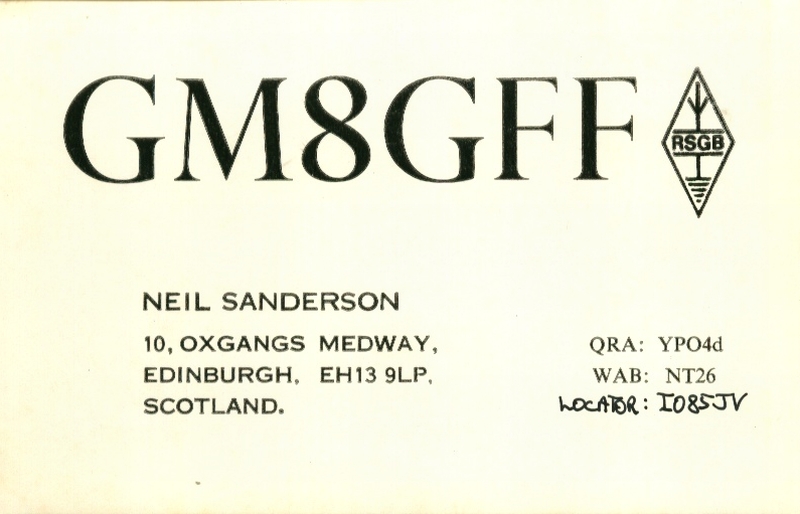 GM8GFF
RSGB
NEIL SANDERSON
10, OXGANGS MEDWAY,
EDINBURGH, EH13 9LP,
SCOTLAND.
QRA: YPO4d
WAB: NT26
LOCATOR: IO85JV